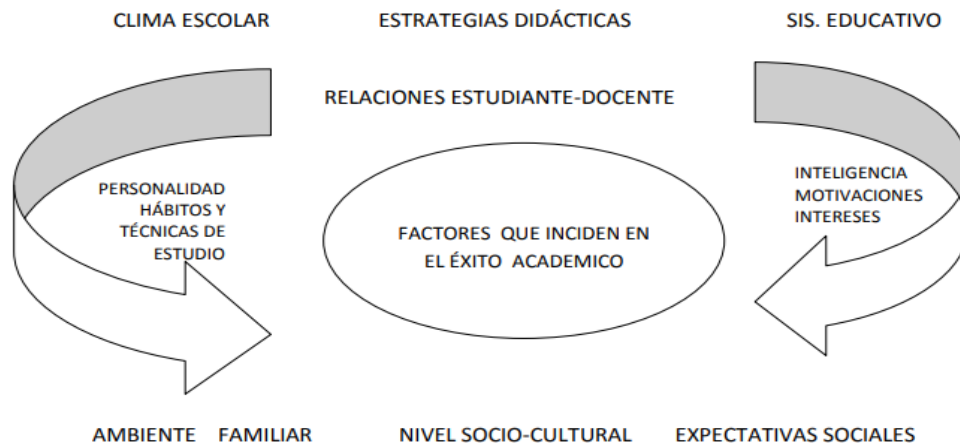 CLIMA ESCOLAR
ESTRATEGIAS DIDÁCTICAS
SIS. EDUCATIVO
RELACIONES ESTUDIANTE-DOCENTE
PERSONALIDAD
HÁBITOS Y
TÉCNICAS DE
ESTUDIO
FACTORES QUE INCIDEN EN
EL ÉXITO ACADEMICO
INTELIGENCIA
MOTIVACIONES
INTERESES
AMBIENTE FAMILIAR
NIVEL SOCIO-CULTURAL
EXPECTATIVAS SOCIALES